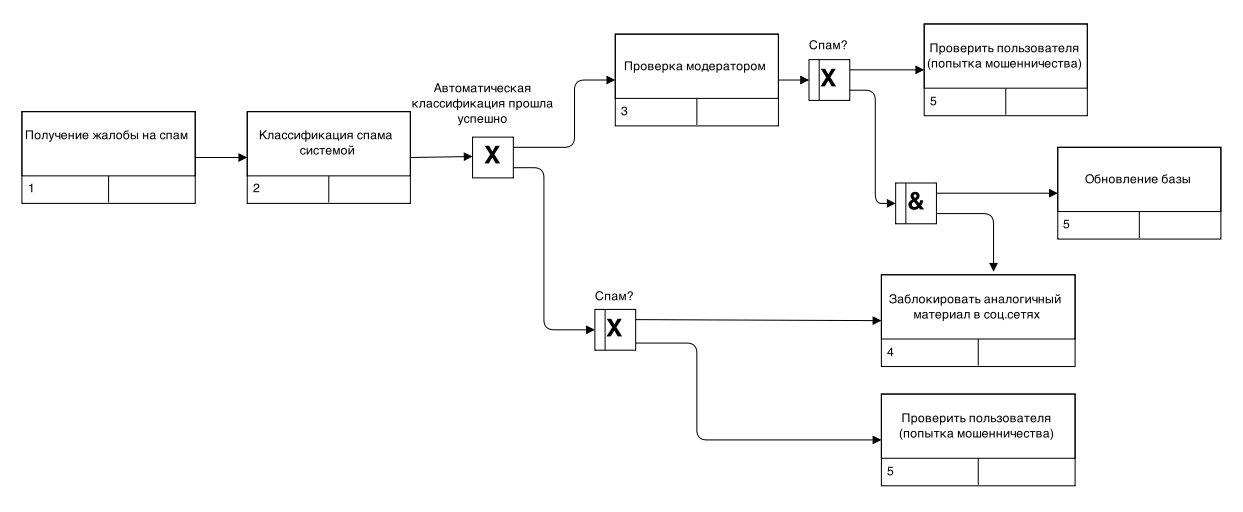 Получение жалобы на спам
1
Классификация спама
системой
2
Автоматическая
классификация прошла
успешно
X
Проверка модератором
3
Спам?
X
Проверить пользователя
(попытка мошенничества)
5
&
Обновление базы
5
Спам?
X
Заблокировать аналогичный
материал в соц.сетях
4
Проверить пользователя
(попытка мошенничества)
5